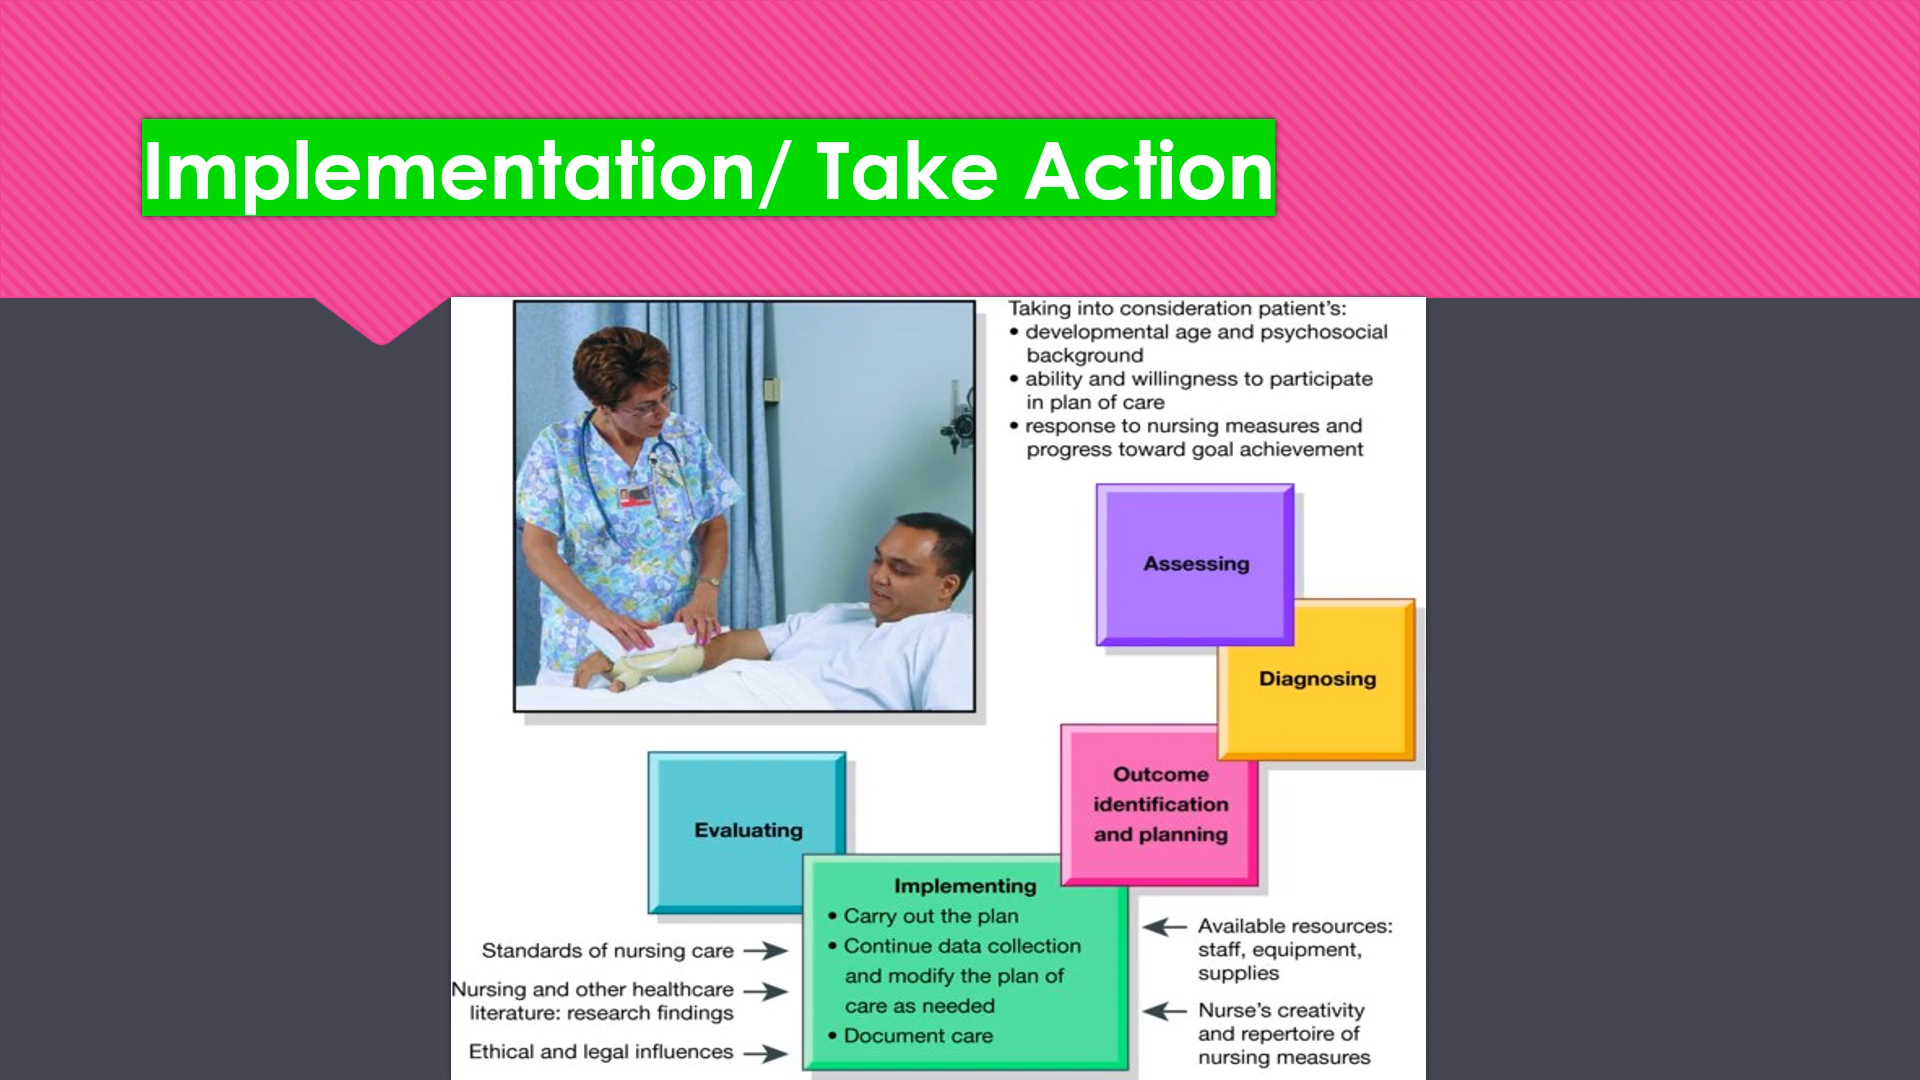 Implementation/ Take Action
Taking into consideration patient's:
• developmental age and psychosocial
background
• ability and willingness to participate
in plan of care
• response to nursing measures and
progress toward goal achievement
Assessing
Diagnosing
Outcome
identification
and planning
Evaluating
Implementing
• Carry out the plan
• Continue data collection
and modify the plan of
care as needed
• Document care
Standards of nursing care
Nursing and other healthcare
literature: research findings
Ethical and legal influences
Available resources:
staff, equipment,
supplies
Nurse's creativity
and repertoire of
nursing measures